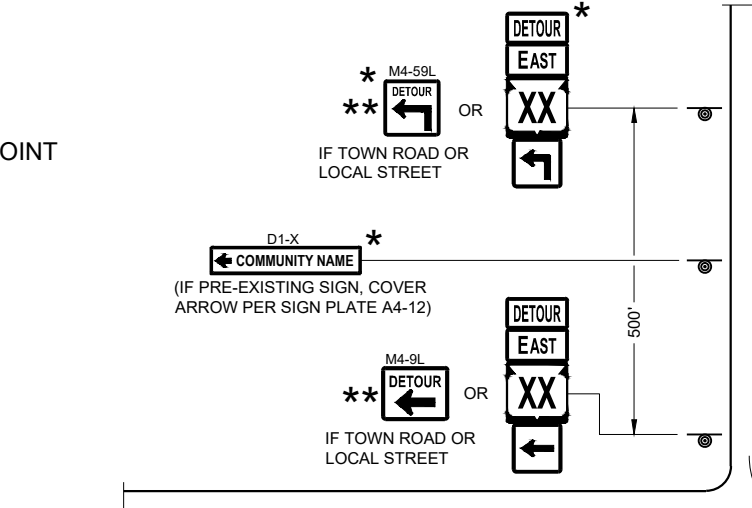 DETOUR *
EAST
* M4-59L
DETOUR
**
OR
XX
OINT
IF TOWN ROAD OR
LOCAL STREET
D1-X *
COMMUNITY NAME
(IF PRE-EXISTING SIGN, COVER
ARROW PER SIGN PLATE A4-12)
500'
DETOUR
EAST
M4-9L
DETOUR
**
OR
XX
IF TOWN ROAD OR
LOCAL STREET